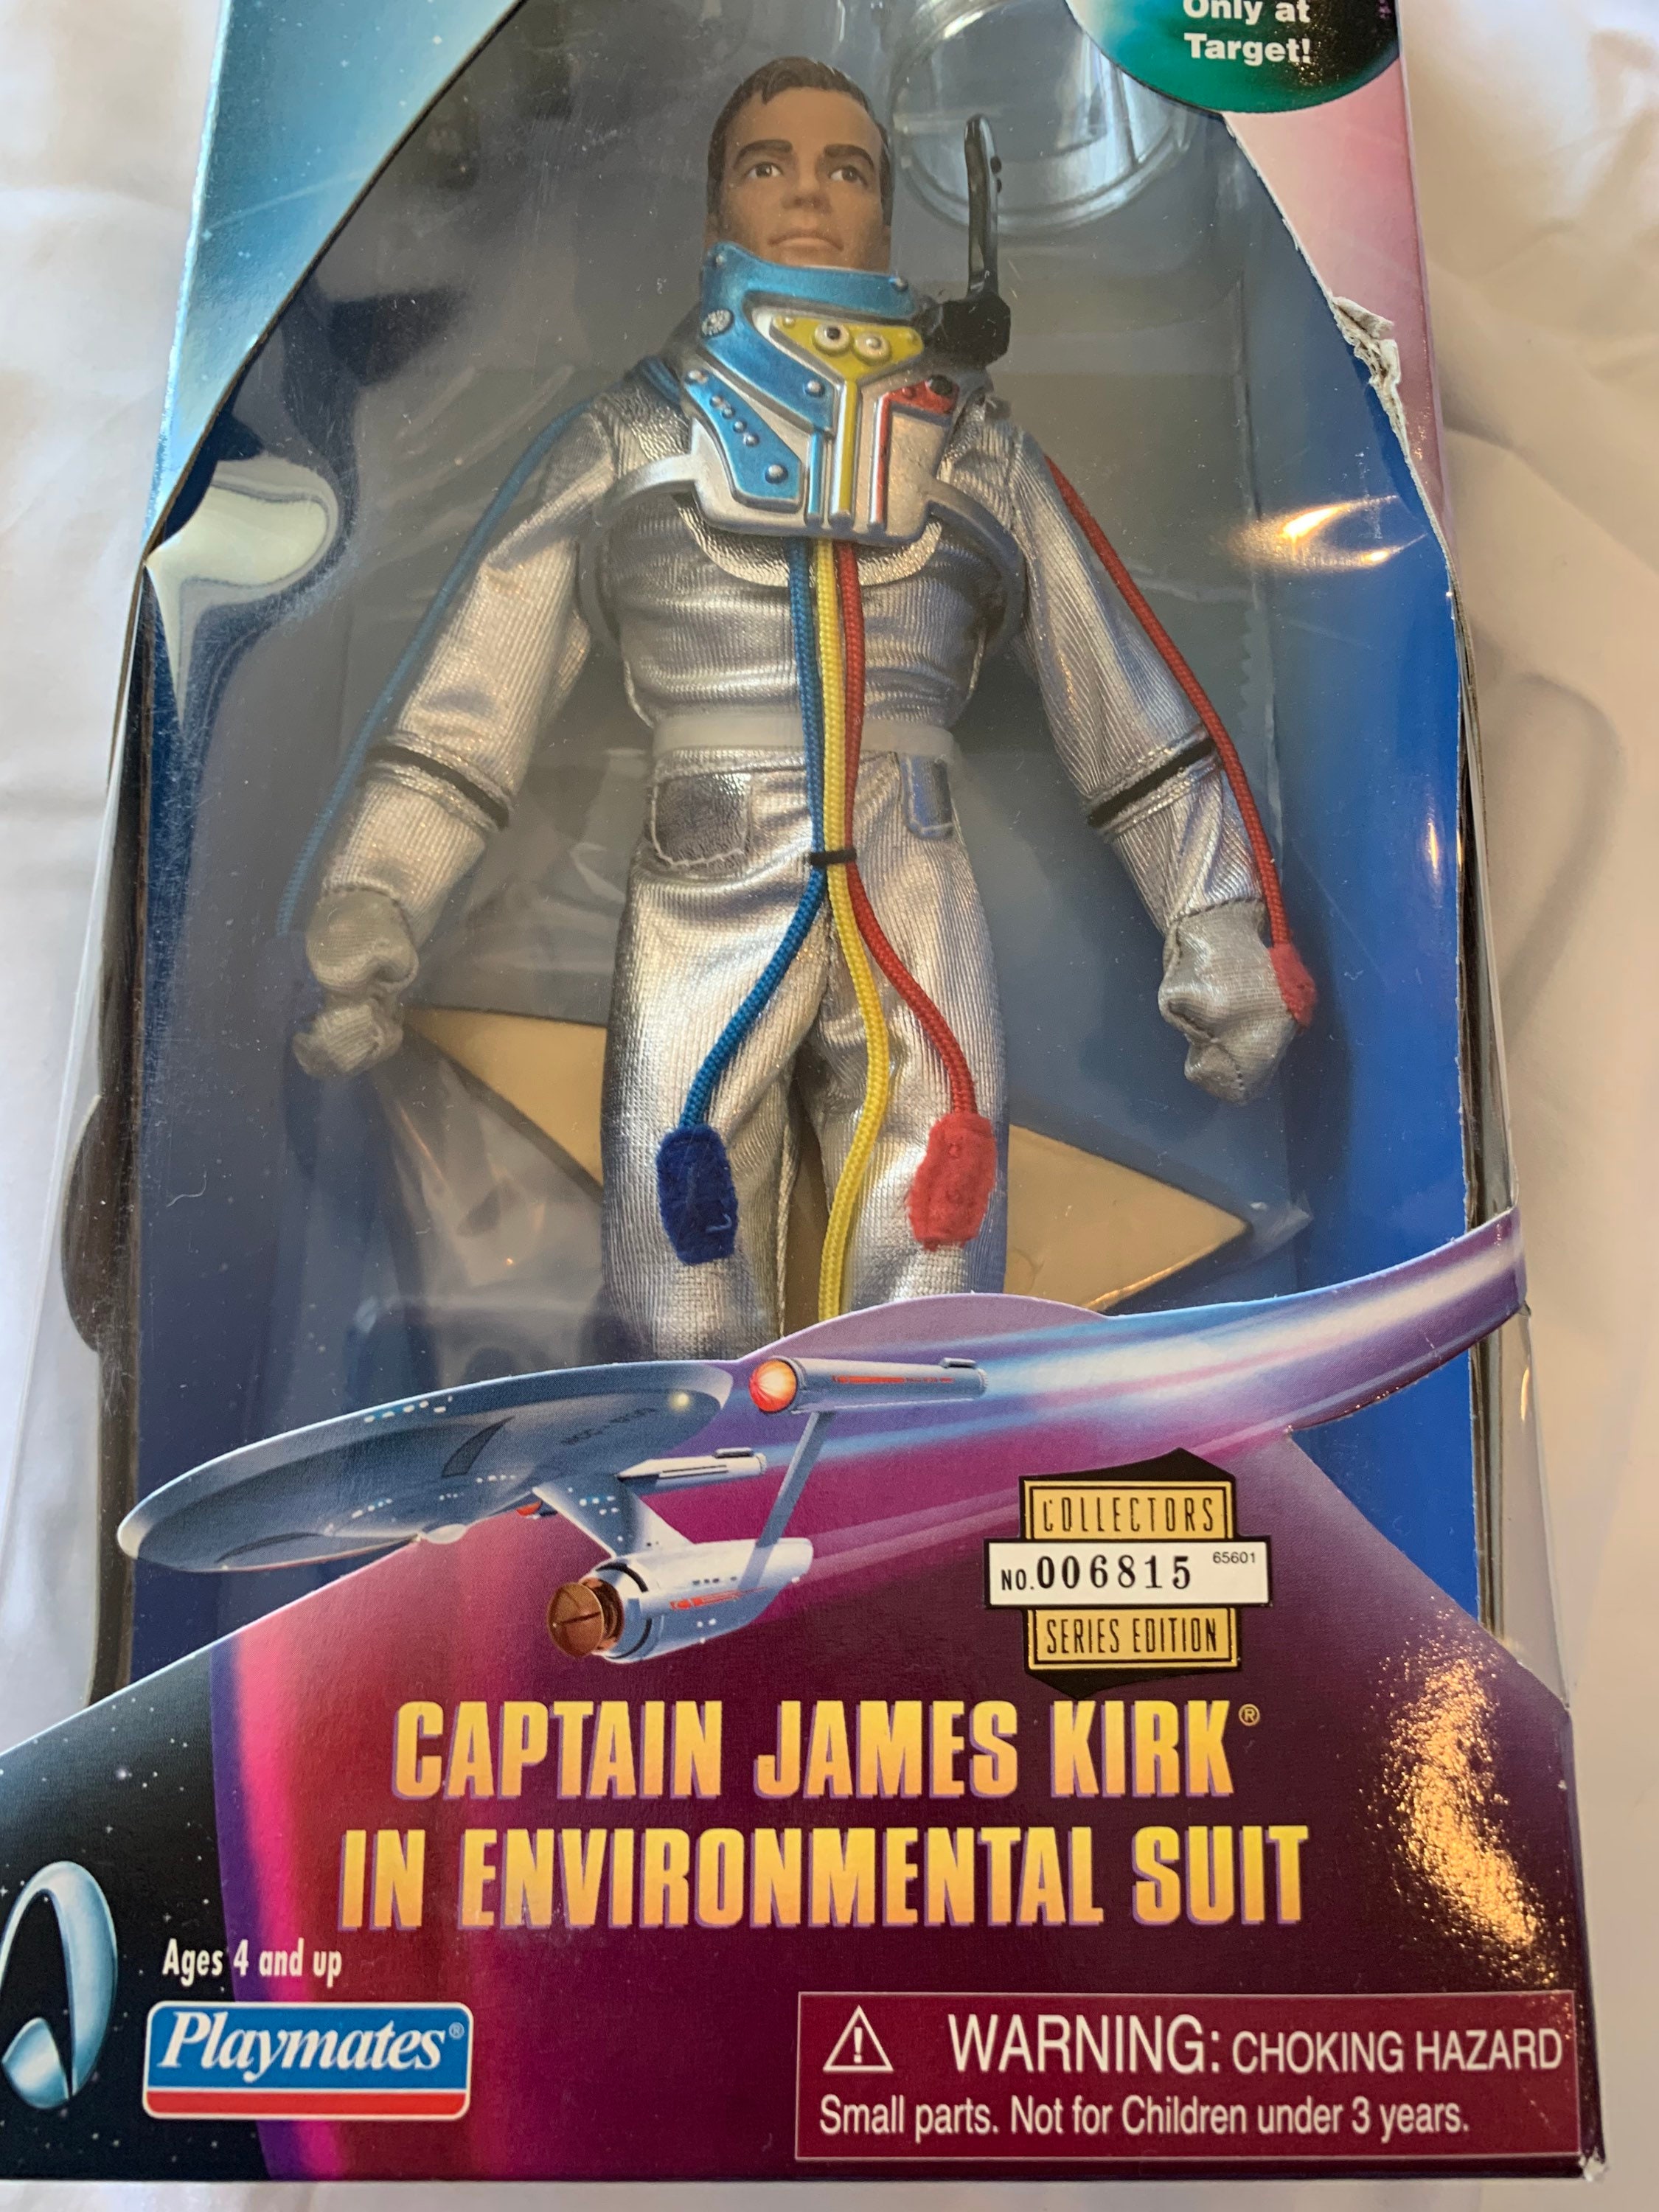 Only at
Target!
COLLECTORS
NO.006815 65601
SERIES EDITION
CAPTAIN JAMES KIRK®
IN ENVIRONMENTAL SUIT
Ages 4 and up
Playmates®
WARNING: CHOKING HAZARD
Small parts. Not for Children under 3 years.